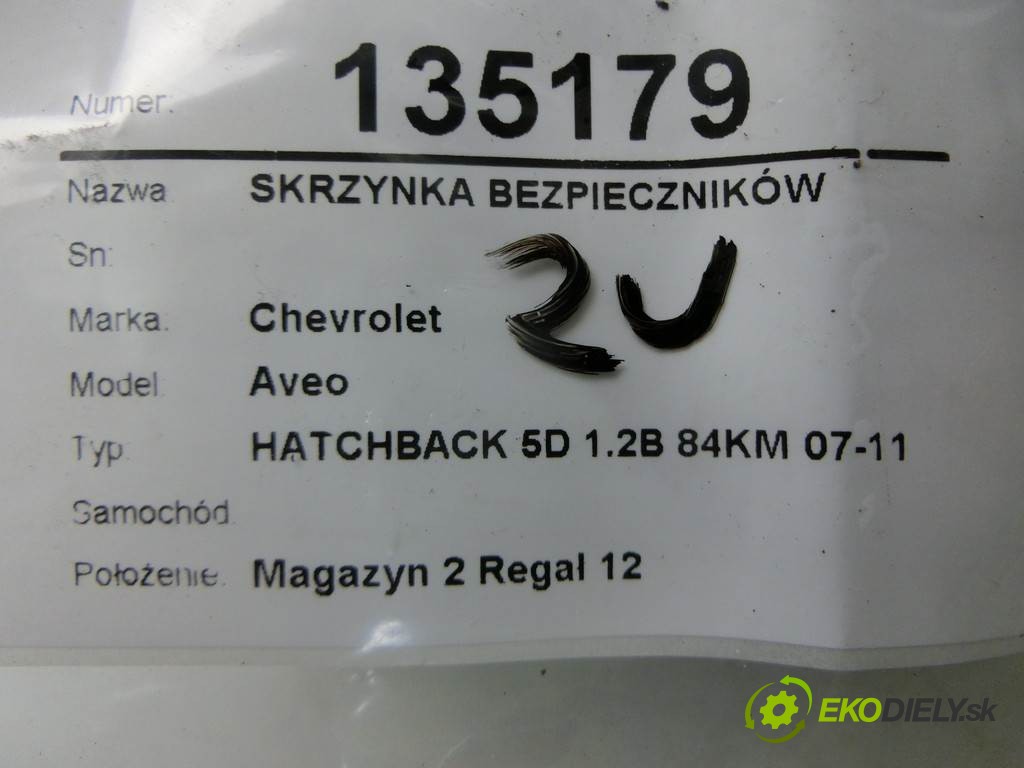 Numer: 135179
Nazwa SKRZYNKA BEZPIECZNIKÓW
Sn:
Marka. Chevrolet
Model Aveo
Typ HATCHBACK 5D 1.2B 84KM 07-11
Samochód
Położenie. Magazyn 2 Regał 12
EKODIELY.sk